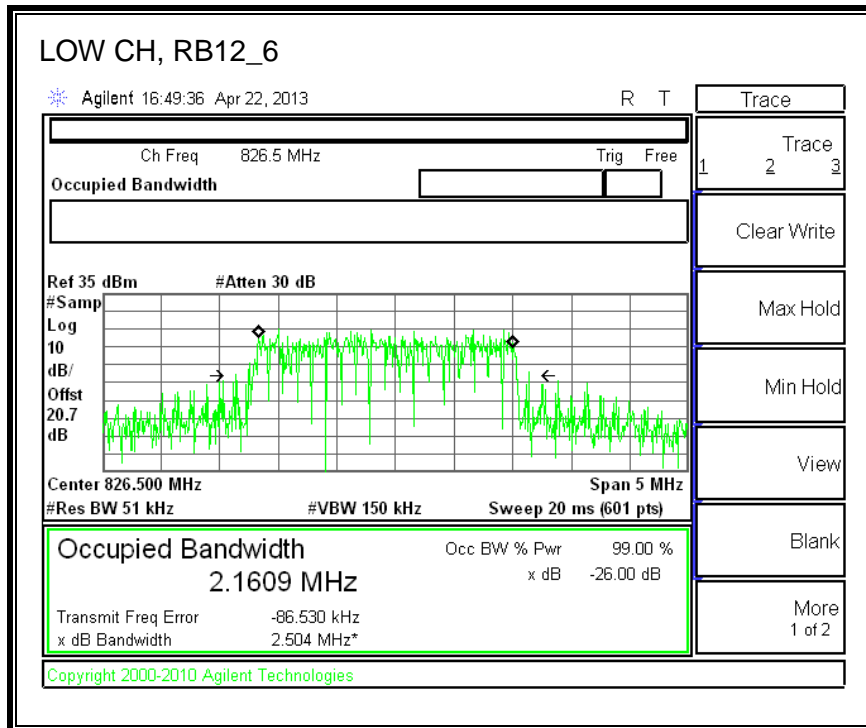 LOW CH, RB12_6
Agilent 16:49:36 Apr 22, 2013 R T
Trace
Ch Freq 826.5 MHz Trig Free
Occupied Bandwidth
Trace
1 2 3
Clear Write
Max Hold
Min Hold
View
Blank
More
1 of 2
Ref 35 dBm #Atten 30 dB
#Samp
Log
10
dB/
Offst
20.7
dB
Center 826.500 MHz Span 5 MHz
#Res BW 51 kHz #VBW 150 kHz Sweep 20 ms (601 pts)
Occupied Bandwidth Occ BW % Pwr 99.00 %
2.1609 MHz x dB -26.00 dB
Transmit Freq Error -86.530 kHz
x dB Bandwidth 2.504 MHz*
Copyright 2000-2010 Agilent Technologies